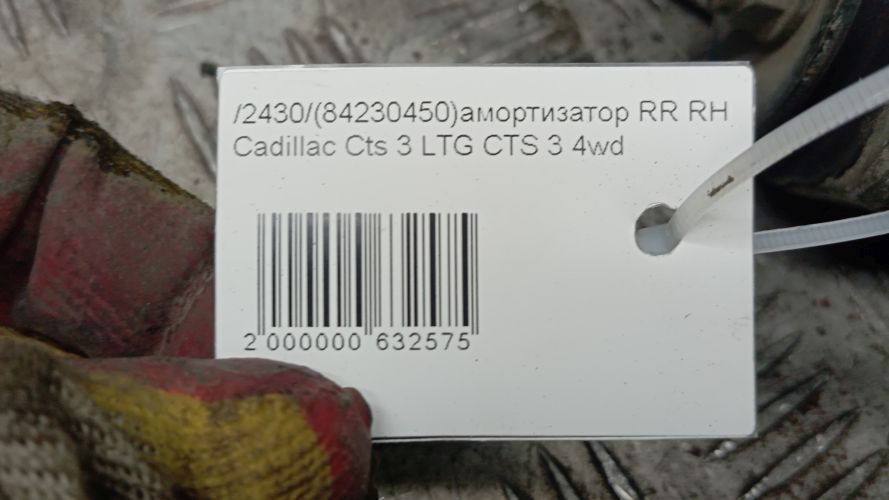 /2430/(84230450)амортизатор RR RH
Cadillac Cts 3 LTG CTS 3 4wd
2 000000 632575